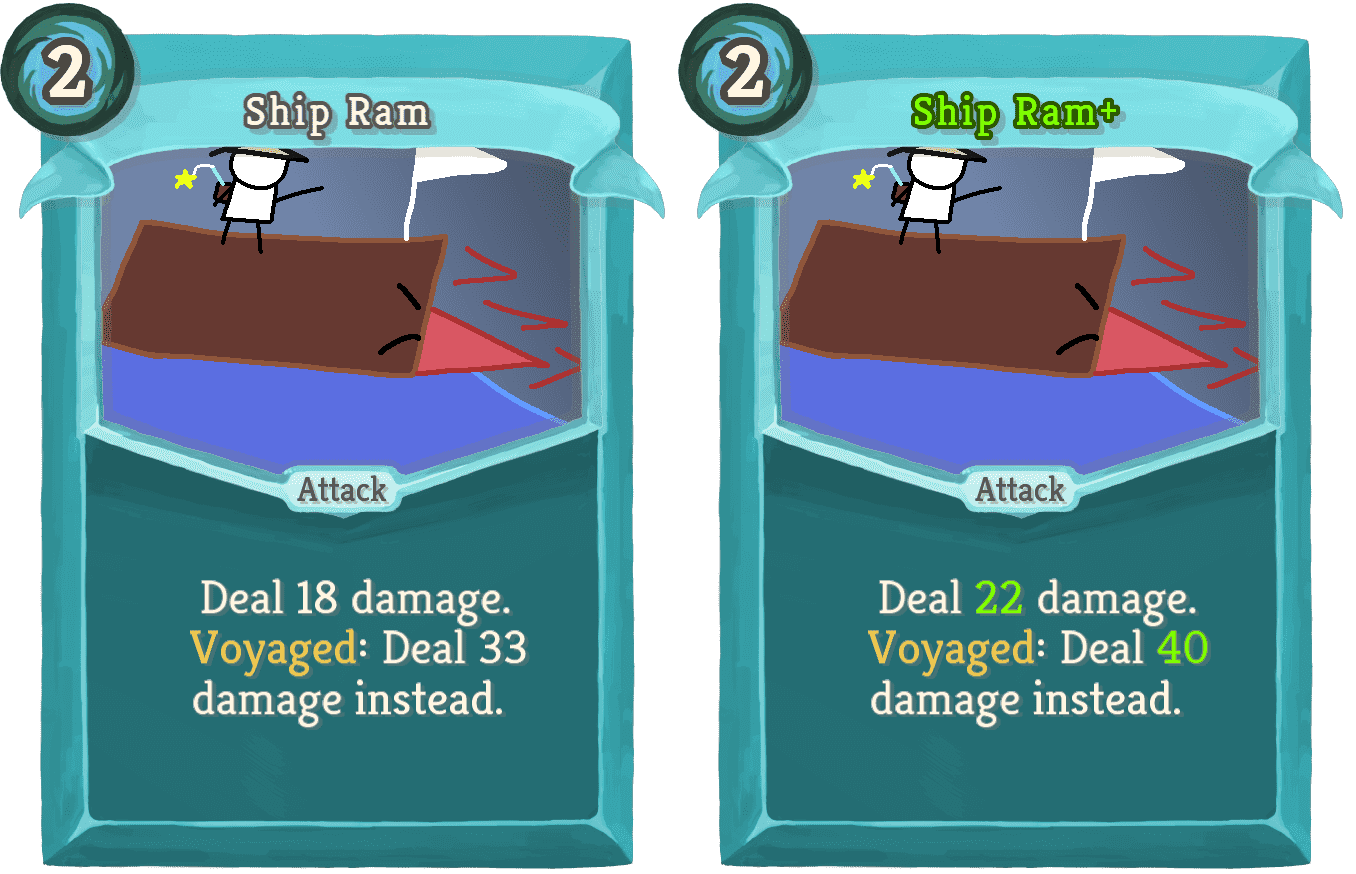 2
Ship Ram
Attack
Deal 18 damage.
Voyaged: Deal 33
damage instead.
2
Ship Ram+
Attack
Deal 22 damage.
Voyaged: Deal 40
damage instead.